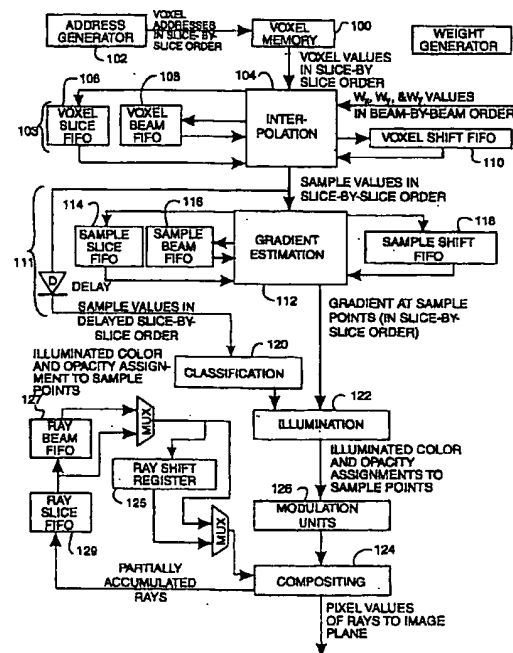 ADDRESS
GENERATOR
102
VOXEL
ADDRESSES
IN SLICE-BY-
SLICE ORDER
VOXEL
MEMORY
100
WEIGHT
GENERATOR
VOXEL VALUES
IN SLICE-BY
SLICE ORDER
106
108
104
103
VOXEL
SLICE
FIFO
VOXEL
BEAM
FIFO
INTER-
POLATION
& VALUES
IN BEAM-BY-BEAM ORDER
VOXEL SHIFT FIFO
110
SAMPLE VALUES IN
SLICE-BY-SLICE ORDER
114
116
118
111
SAMPLE
SLICE
FIFO
SAMPLE
BEAM
FIFO
GRADIENT
ESTIMATION
SAMPLE SHIFT
FIFO
112
D
DELAY
SAMPLE VALUES IN
DELAYED SLICE-BY-
SLICE ORDER
GRADIENT AT SAMPLE
POINTS (IN SLICE-BY-
SLICE ORDER)
120
CLASSIFICATION
ILLUMINATED COLOR
AND OPACITY ASSIGN-
MENT TO SAMPLE
POINTS
127
RAY
BEAM
FIFO
MUX
122
ILLUMINATION
RAY SHIFT
REGISTER
125
ILLUMINATED COLOR
AND OPACITY
ASSIGNMENTS TO
SAMPLE POINTS
126
MODULATION
UNITS
RAY
SLICE
FIFO
129
MUX
124
COMPOSITING
PARTIALLY
ACCUMULATED
RAYS
PIXEL VALUES
OF RAYS TO IMAGE
PLANE